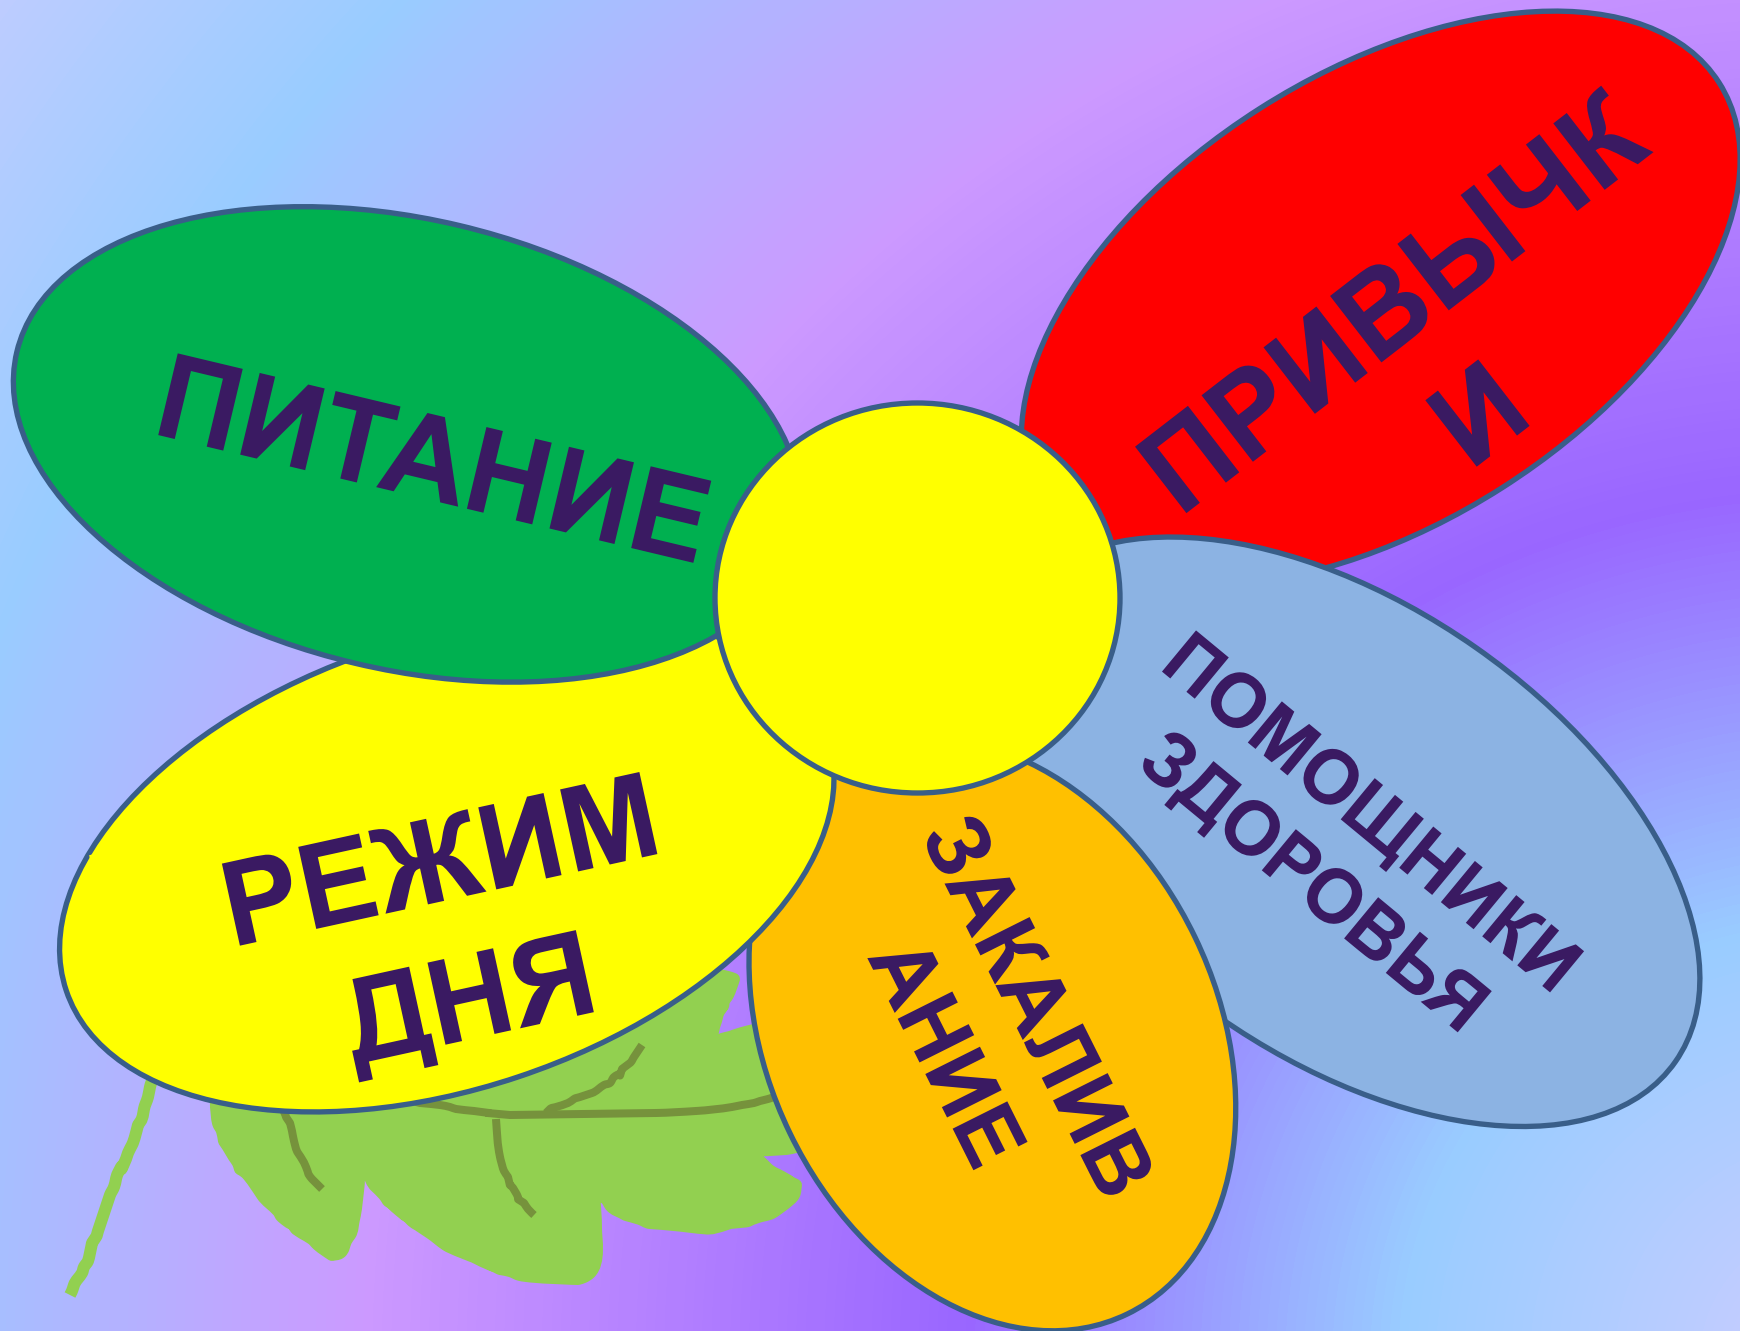 ПИТАНИЕ
ПРИВЫЧК
И
ПОМОЩНИКИ
ЗДОРОВЬЯ
ЗАКАЛИВ
АНИЕ
РЕЖИМ
ДНЯ